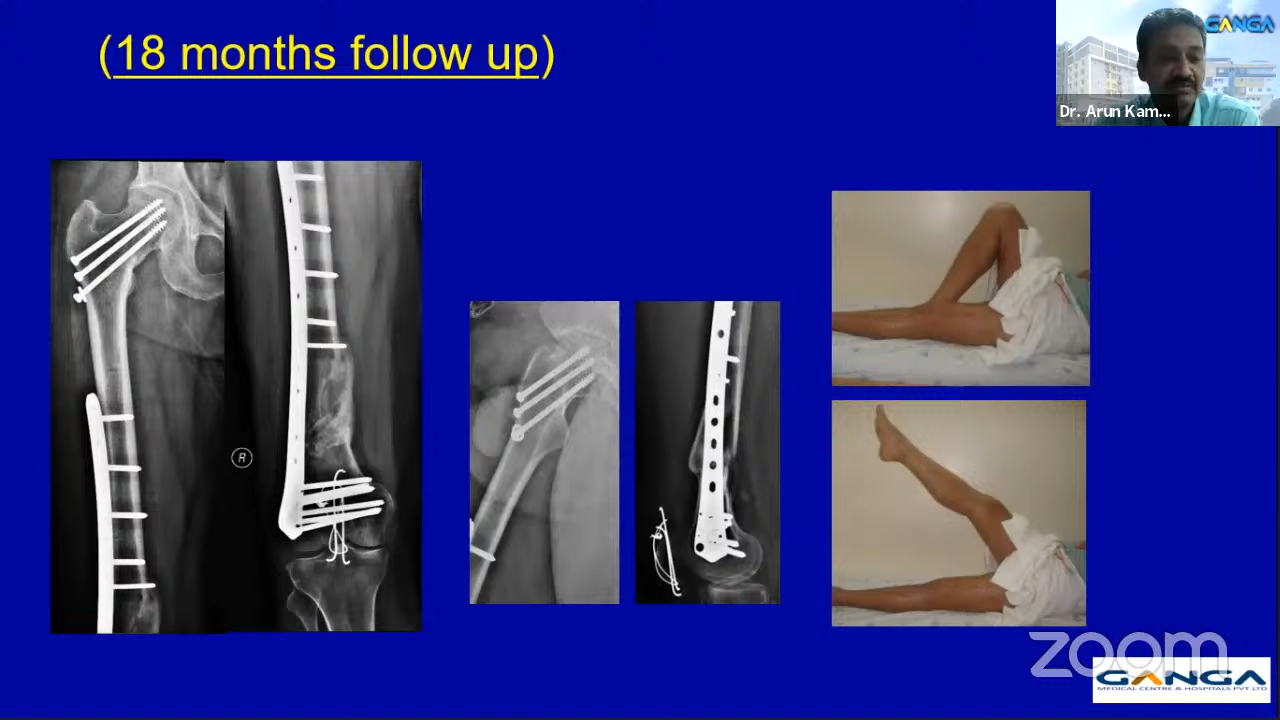 (18 months follow up)
GANGA
Dr. Arun Kam...
R
zoom
GANGA
MEDICAL CENTRE & HOSPITALS PVT LTD